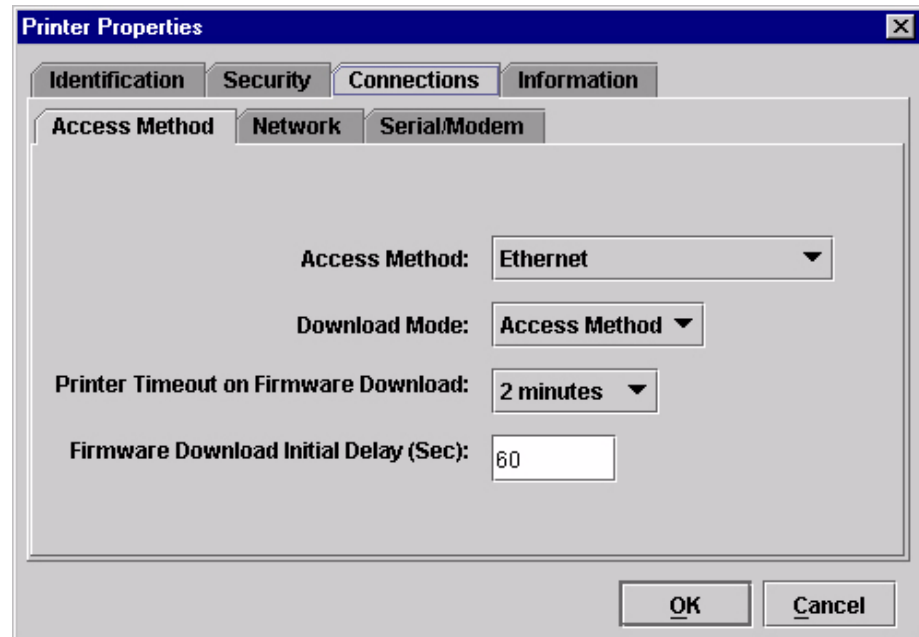 Printer Properties
Identification Security Connections Information
Access Method Network Serial/Modem
Access Method: Ethernet
Download Mode: Access Method
Printer Timeout on Firmware Download: 2 minutes
Firmware Download Initial Delay (Sec): 60
OK Cancel